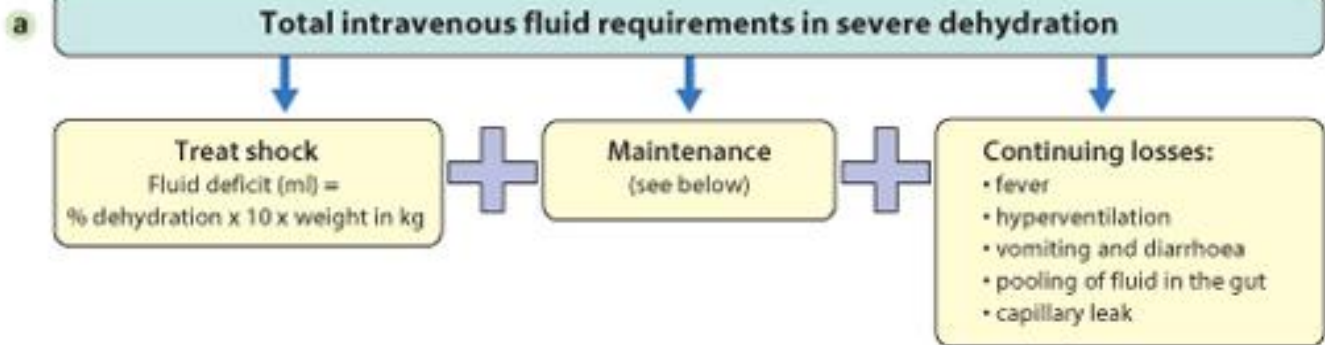 a
Total intravenous fluid requirements in severe dehydration
Treat shock
Fluid deficit (ml) =
% dehydration x 10 x weight in kg
Maintenance
(see below)
Continuing losses:
• fever
• hyperventilation
• vomiting and diarrhoea
• pooling of fluid in the gut
• capillary leak